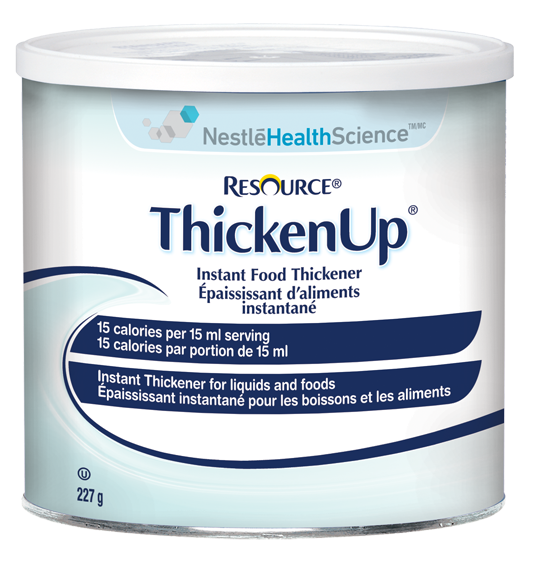 NestlēHealthScience TM/MC
RESOURCE®
ThickenUp®
Instant Food Thickener
Épaississant d'aliments
instantané
15 calories per 15 ml serving
15 calories par portion de 15 ml
Instant Thickener for liquids and foods
Épaississant instantané pour les boissons et les aliments
U
227 g